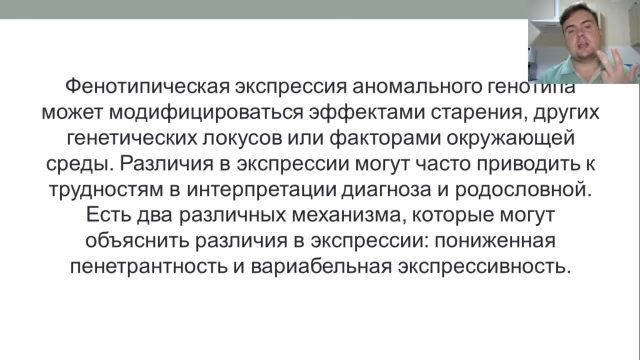 Фенотипическая экспрессия аномального генотипа
может модифицироваться эффектами старения, других
генетических локусов или факторами окружающей
среды. Различия в экспрессии могут часто приводить к
трудностям в интерпретации диагноза и родословной.
Есть два различных механизма, которые могут
объяснить различия в экспрессии: пониженная
пенетрантность и вариабельная экспрессивность.